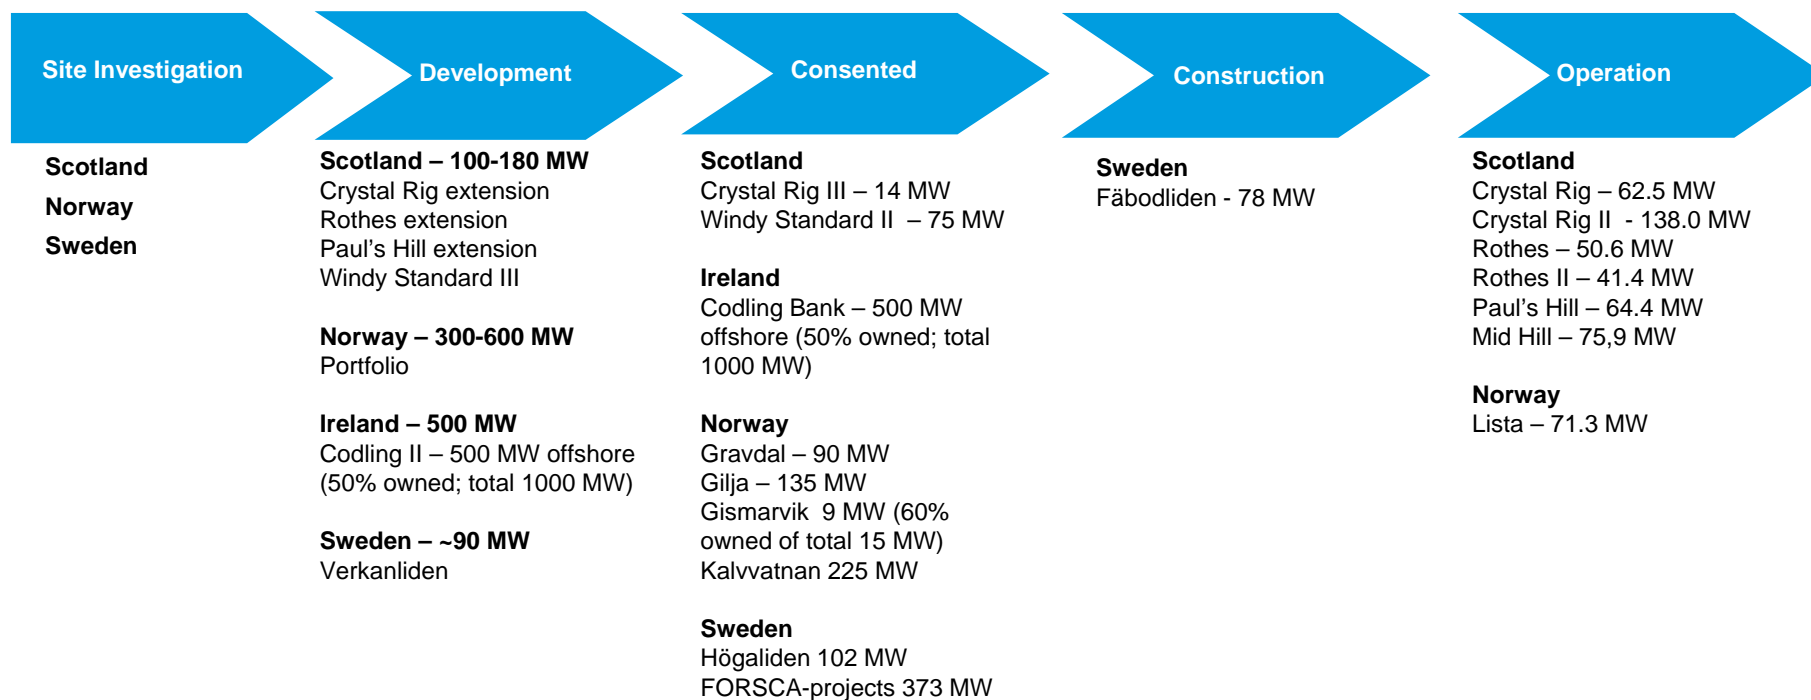 Site Investigation
Scotland
Norway
Sweden
Development
Scotland – 100-180 MW
Crystal Rig extension
Rothes extension
Paul's Hill extension
Windy Standard III
Norway – 300-600 MW
Portfolio
Ireland – 500 MW
Codling II – 500 MW offshore
(50% owned; total 1000 MW)
Sweden – ~90 MW
Verkanliden
Consented
Scotland
Crystal Rig III – 14 MW
Windy Standard II – 75 MW
Ireland
Codling Bank – 500 MW
offshore (50% owned; total
1000 MW)
Norway
Gravdal – 90 MW
Gilja – 135 MW
Gismarvik 9 MW (60%
owned of total 15 MW)
Kalvvatnan 225 MW
Sweden
Högaliden 102 MW
FORSCA-projects 373 MW
Construction
Sweden
Fäbodliden - 78 MW
Operation
Scotland
Crystal Rig – 62.5 MW
Crystal Rig II - 138.0 MW
Rothes – 50.6 MW
Rothes II – 41.4 MW
Paul's Hill – 64.4 MW
Mid Hill – 75,9 MW
Norway
Lista – 71.3 MW